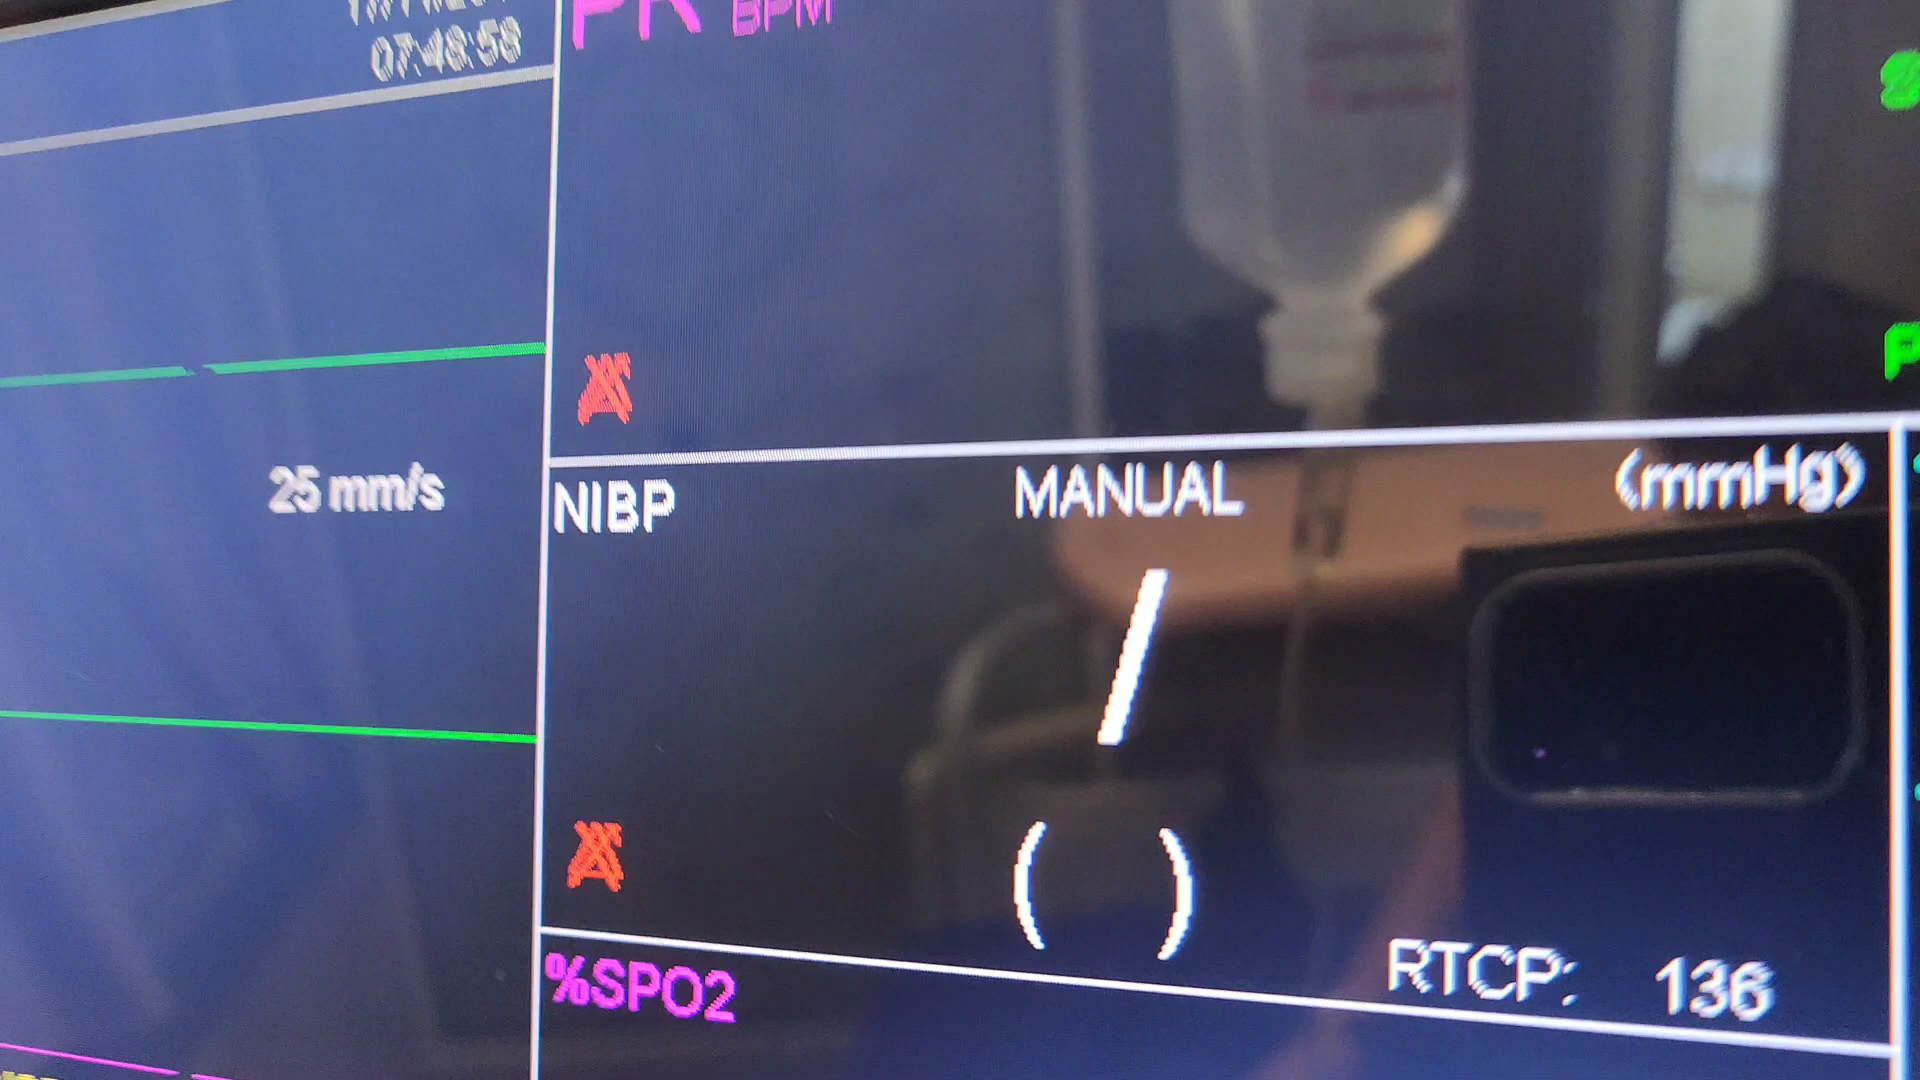 07:48:58
PR BPM
25 mm/s
NIBP MANUAL (mmHg)
/
( )
RTCP: 136
%SPO2